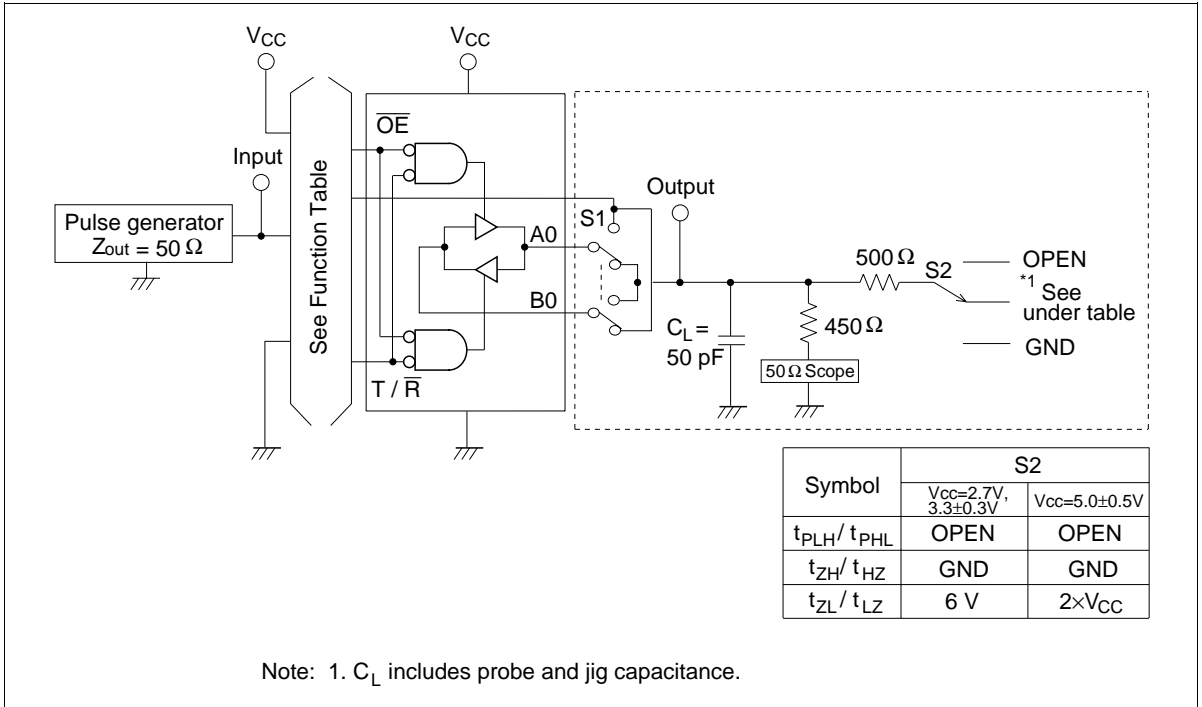 VCC
VCC
OE
Input
See Function Table
Pulse generator
Zout = 50 Ω
Output
S1
A0
B0
T / R
500 Ω
S2
OPEN
*1 See
under table
GND
CL =
50 pF
450 Ω
50 Ω Scope
Symbol
S2
Vcc=2.7V,
3.3±0.3V
Vcc=5.0±0.5V
tPLH / tPHL
OPEN
OPEN
tZH / tHZ
GND
GND
tZL / tLZ
6 V
2×VCC
Note: 1. CL includes probe and jig capacitance.